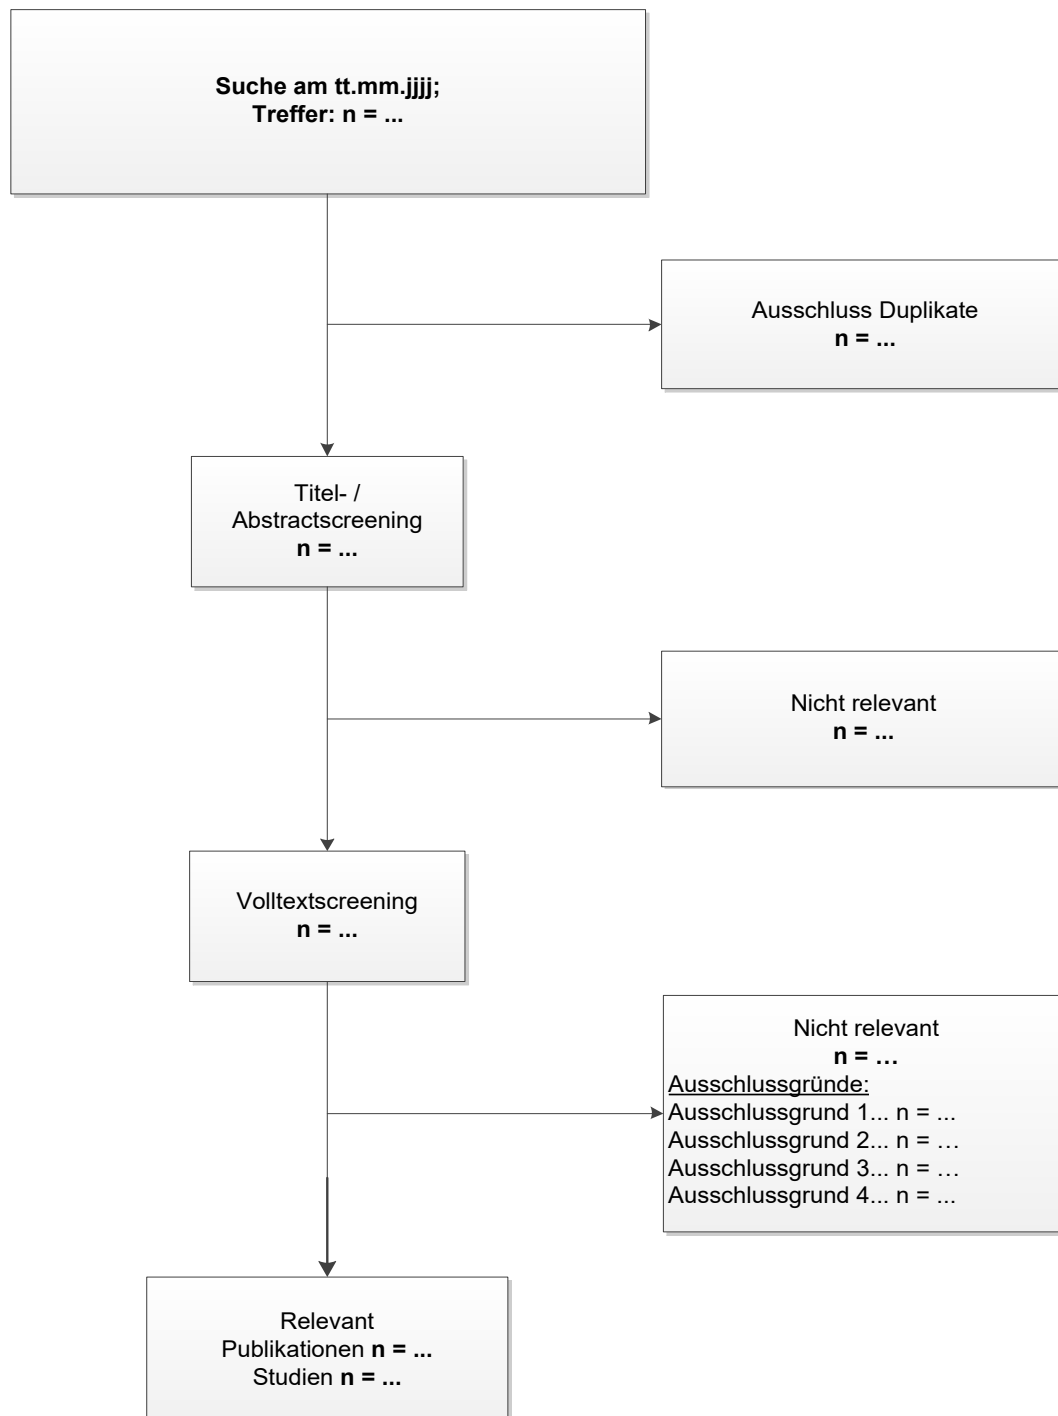 Suche am tt.mm.jjjj;
Treffer: n = ...
Ausschluss Duplikate
n = ...
Titel- /
Abstractscreening
n = ...
Nicht relevant
n = ...
Volltextscreening
n = ...
Nicht relevant
n = …
Ausschlussgründe:
Ausschlussgrund 1... n = ...
Ausschlussgrund 2... n = …
Ausschlussgrund 3... n = …
Ausschlussgrund 4... n = ...
Relevant
Publikationen n = ...
Studien n = ...